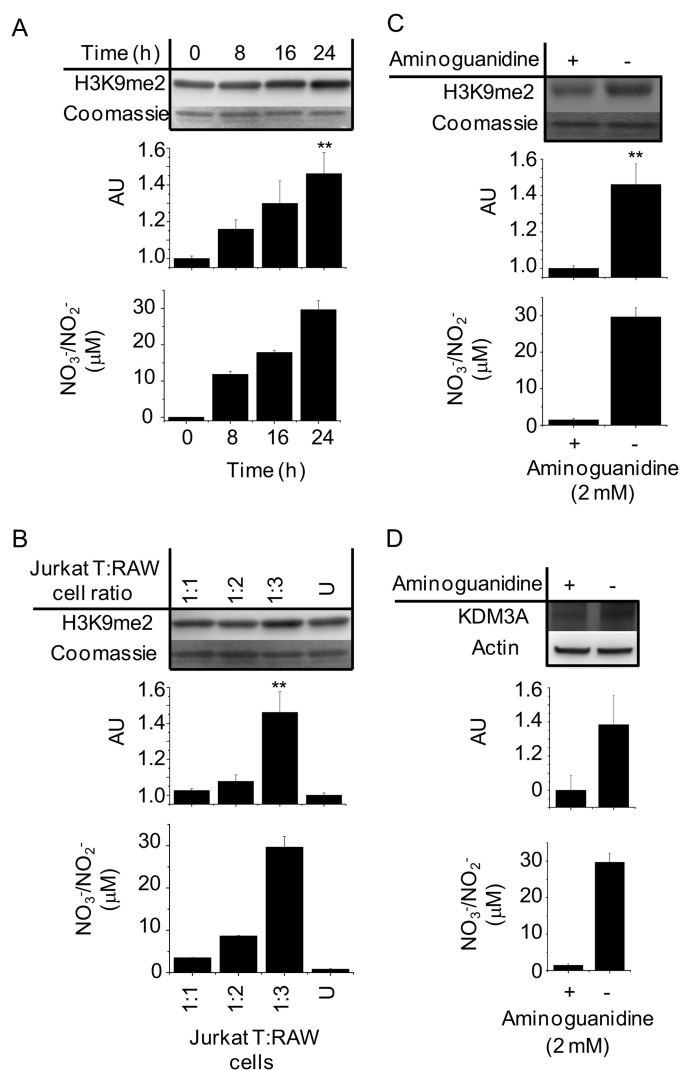 A
Time (h) 0 8 16 24
H3K9me2
Coomassie
**
1.6
1.4
1.2
1.0
AU
30
20
10
0
NO3-/NO2-
(μM)
0 8 16 24
Time (h)
C
Aminoguanidine + -
H3K9me2
Coomassie
**
1.6
1.4
1.2
1.0
AU
30
20
10
0
NO3-/NO2-
(μM)
+ -
Aminoguanidine
(2 mM)
B
Jurkat T:RAW
cell ratio
1:1 1:2 1:3 U
H3K9me2
Coomassie
**
1.6
1.4
1.2
1.0
AU
30
20
10
0
NO3-/NO2-
(μM)
1:1 1:2 1:3 U
Jurkat T:RAW
cells
D
Aminoguanidine + -
KDM3A
Actin
1.6
1.4
1.2
0
AU
30
20
10
0
NO3-/NO2-
(μM)
+ -
Aminoguanidine
(2 mM)